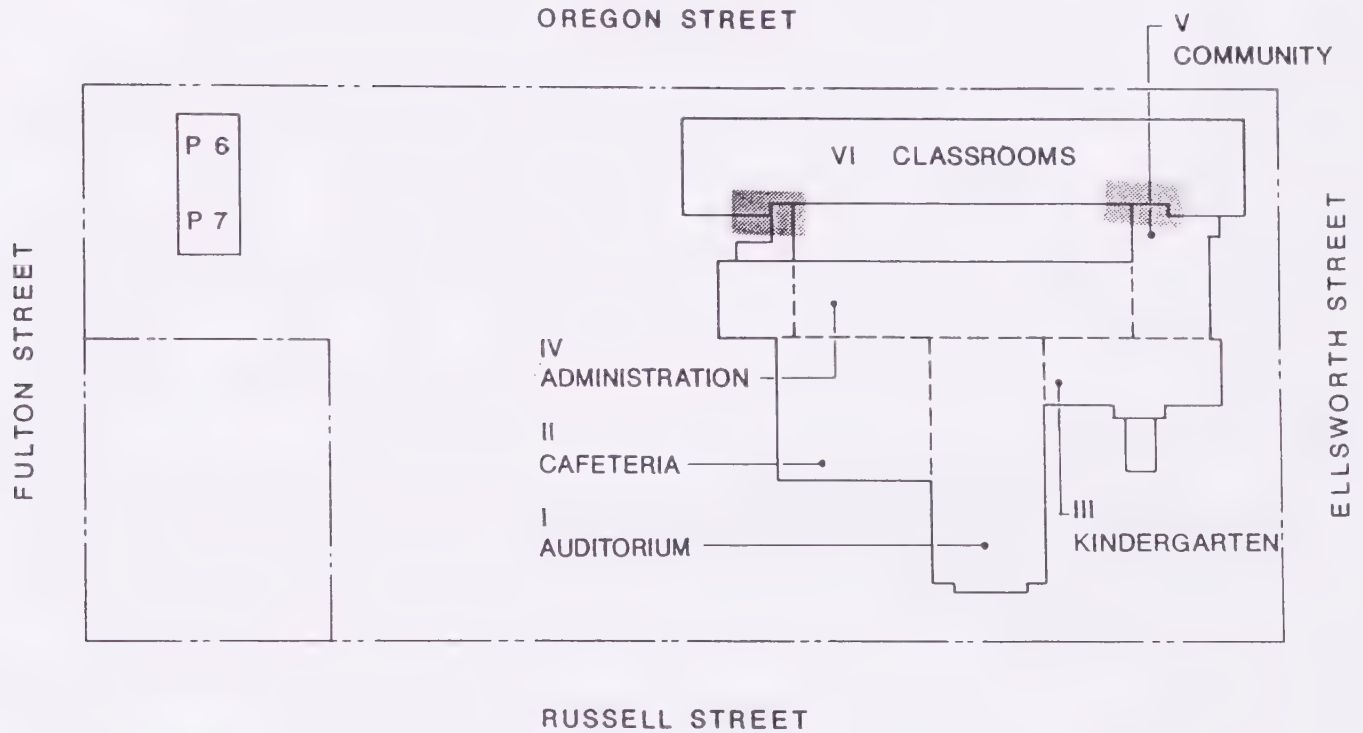 OREGON STREET
V
COMMUNITY
P 6
P 7
VI CLASSROOMS
FULTON STREET
ELLSWORTH STREET
IV
ADMINISTRATION
II
CAFETERIA
I
AUDITORIUM
III
KINDERGARTEN
RUSSELL STREET